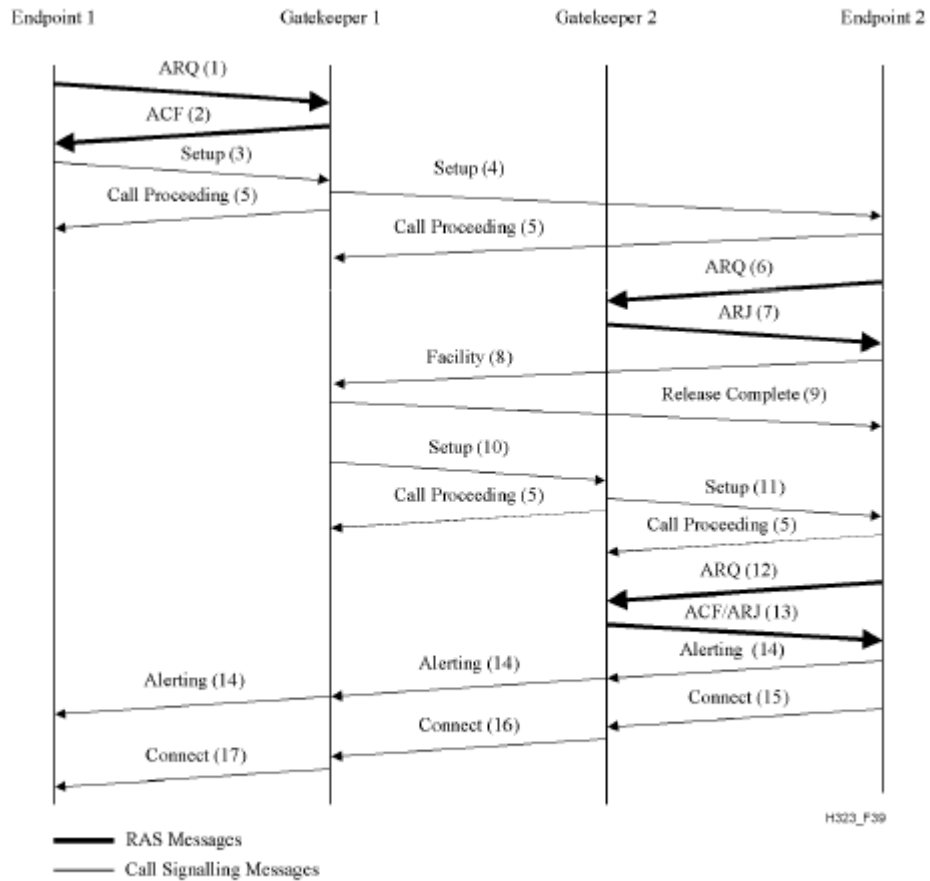 Endpoint 1 Gatekeeper 1 Gatekeeper 2 Endpoint 2
ARQ (1)
ACF (2)
Setup (3)
Setup (4)
Call Proceeding (5)
Call Proceeding (5)
ARQ (6)
ARJ (7)
Facility (8)
Release Complete (9)
Setup (10)
Setup (11)
Call Proceeding (5)
Call Proceeding (5)
ARQ (12)
ACF/ARJ (13)
Alerting (14)
Alerting (14)
Alerting (14)
Connect (15)
Connect (16)
Connect (17)
H323_F39
RAS Messages
Call Signalling Messages